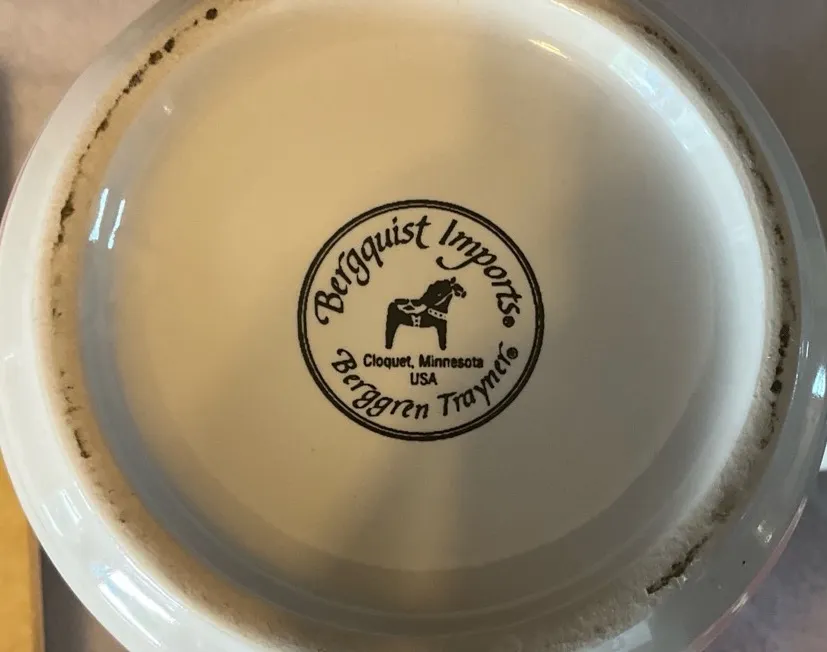 Bergquist Imports®
Cloquet, Minnesota
USA
Berggren Trayner®